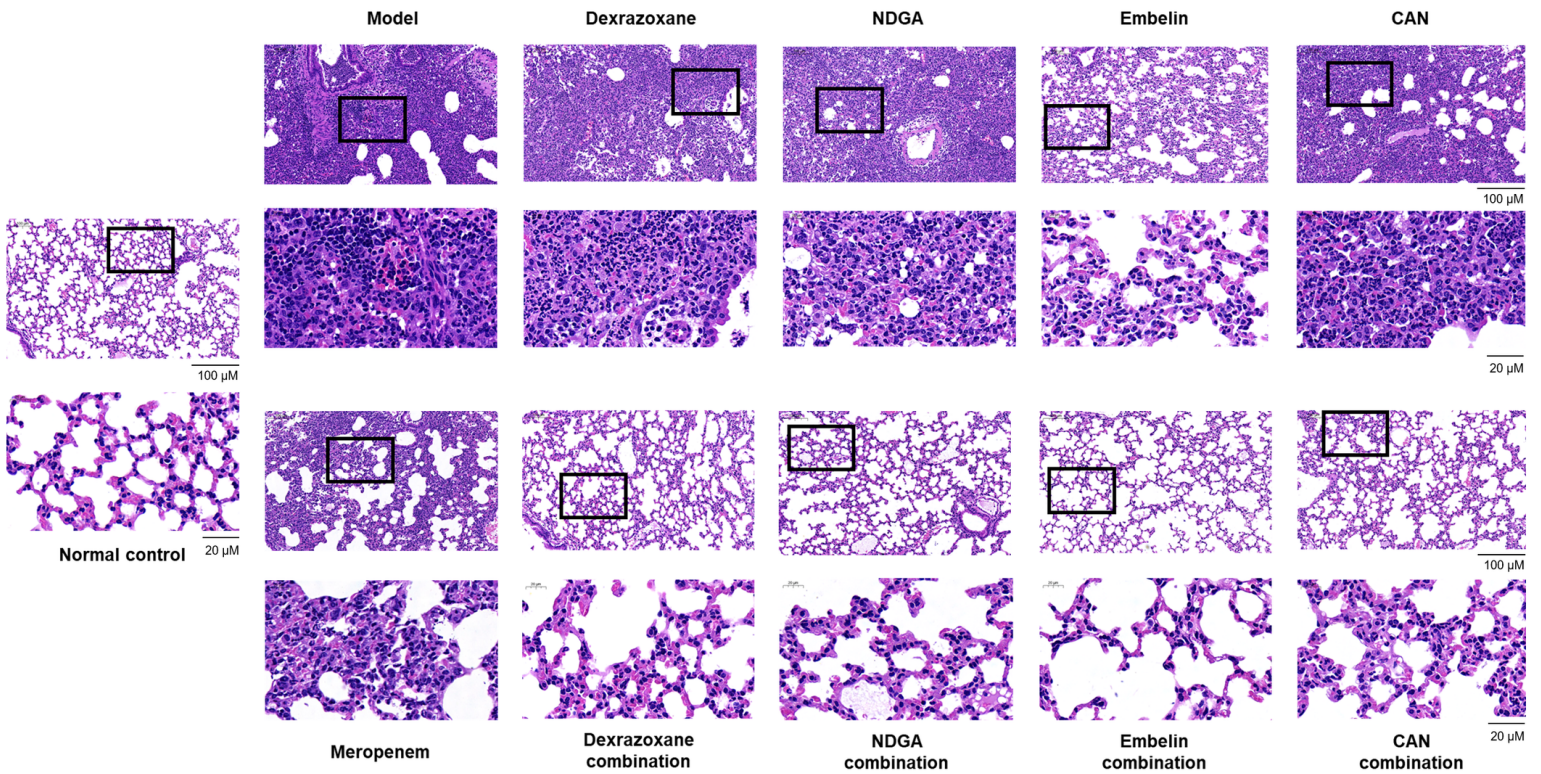 Model
Dexrazoxane
NDGA
Embelin
CAN
100 µM
20 µM
100 µM
20 µM
Normal control
100 µM
20 µM
Meropenem
Dexrazoxane
combination
NDGA
combination
Embelin
combination
CAN
combination